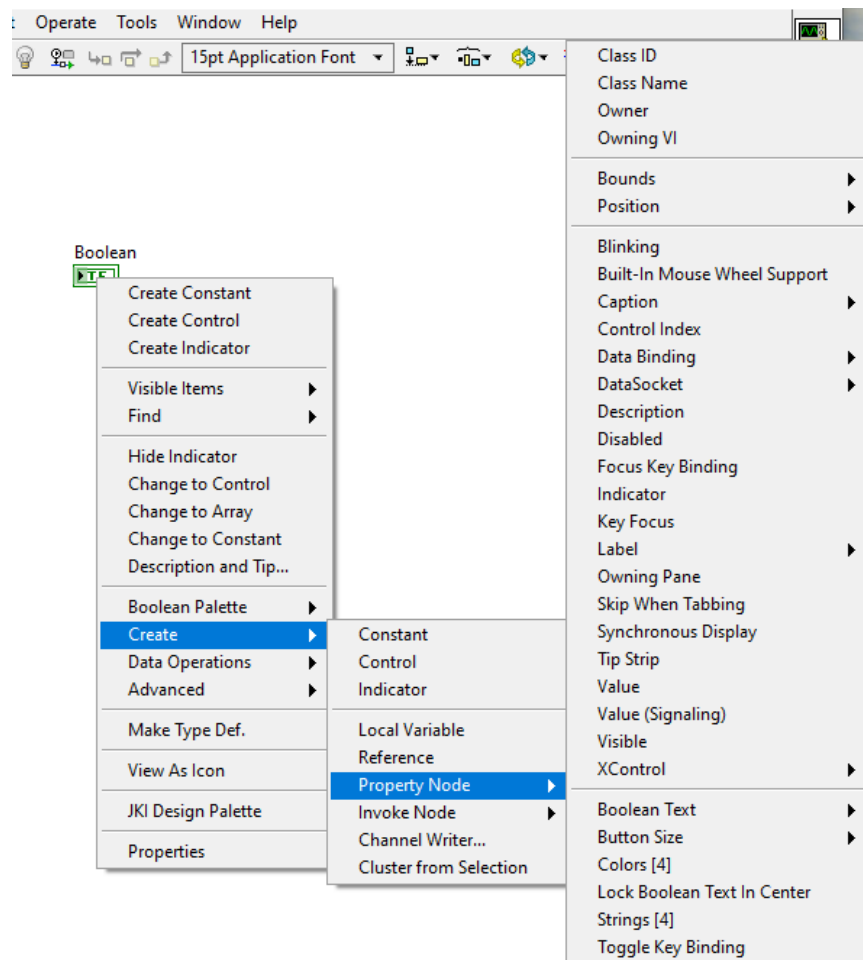 Operate Tools Window Help
15pt Application Font
Boolean
TF
Create Constant
Create Control
Create Indicator
Visible Items
Find
Hide Indicator
Change to Control
Change to Array
Change to Constant
Description and Tip...
Boolean Palette
Create
Data Operations
Advanced
Make Type Def.
View As Icon
JKI Design Palette
Properties
Constant
Control
Indicator
Local Variable
Reference
Property Node
Invoke Node
Channel Writer...
Cluster from Selection
Class ID
Class Name
Owner
Owning VI
Bounds
Position
Blinking
Built-In Mouse Wheel Support
Caption
Control Index
Data Binding
DataSocket
Description
Disabled
Focus Key Binding
Indicator
Key Focus
Label
Owning Pane
Skip When Tabbing
Synchronous Display
Tip Strip
Value
Value (Signaling)
Visible
XControl
Boolean Text
Button Size
Colors [4]
Lock Boolean Text In Center
Strings [4]
Toggle Key Binding